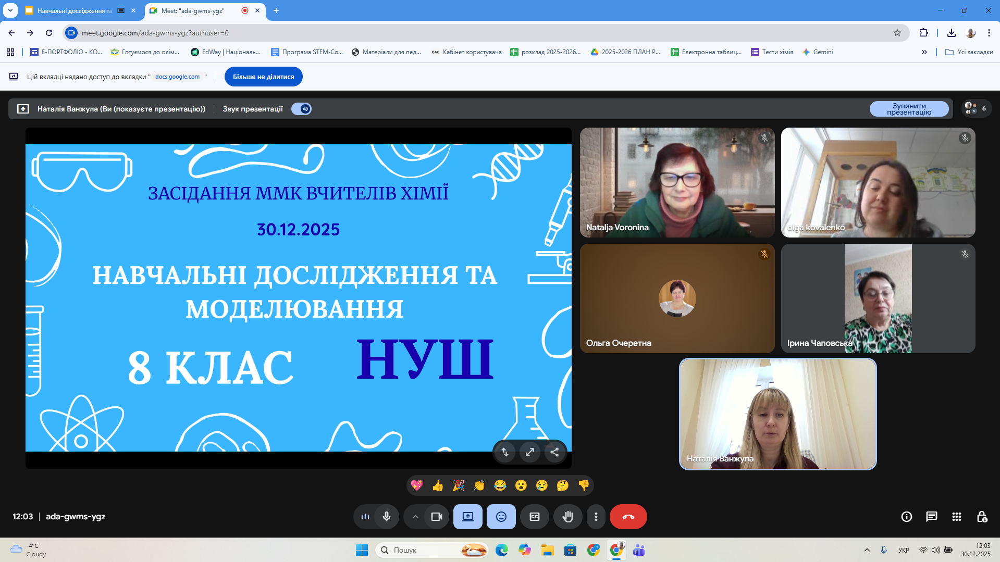 Навчальні дослідження та
Meet: "ada-gwms-ygz"
meet.google.com/ada-gwms-ygz?authuser=0
Е-ПОРТФОЛІО - КО...
Готуємося до олім...
EdWay | Національ...
Програма STEM-Со...
Матеріали для пед...
ЄАС Кабінет користувача
розклад 2025-2026...
2025-2026 ПЛАН Р...
Електронна таблиц...
Тести хімія
Gemini
Усі закладки
Цій вкладці надано доступ до вкладки " docs.google.com "
Більше не ділитися
Наталія Ванжула (Ви (показуєте презентацію))
Звук презентації
Зупинити
презентацію
6
ЗАСІДАННЯ ММК ВЧИТЕЛІВ ХІМІЇ
30.12.2025
НАВЧАЛЬНІ ДОСЛІДЖЕННЯ ТА
МОДЕЛЮВАННЯ
8 КЛАС
НУШ
Natalja Voronina
olga kovalenko
Ольга Очеретна
Ірина Чаповська
Наталія Ванжула
12:03 | ada-gwms-ygz
-4°C
Cloudy
Пошук
УКР
12:03
30.12.2025